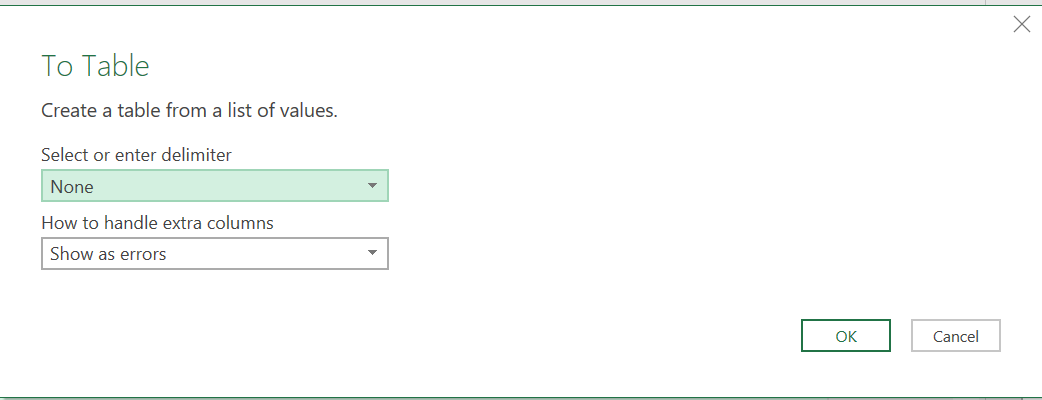 To Table
Create a table from a list of values.
Select or enter delimiter
None
How to handle extra columns
Show as errors
OK
Cancel